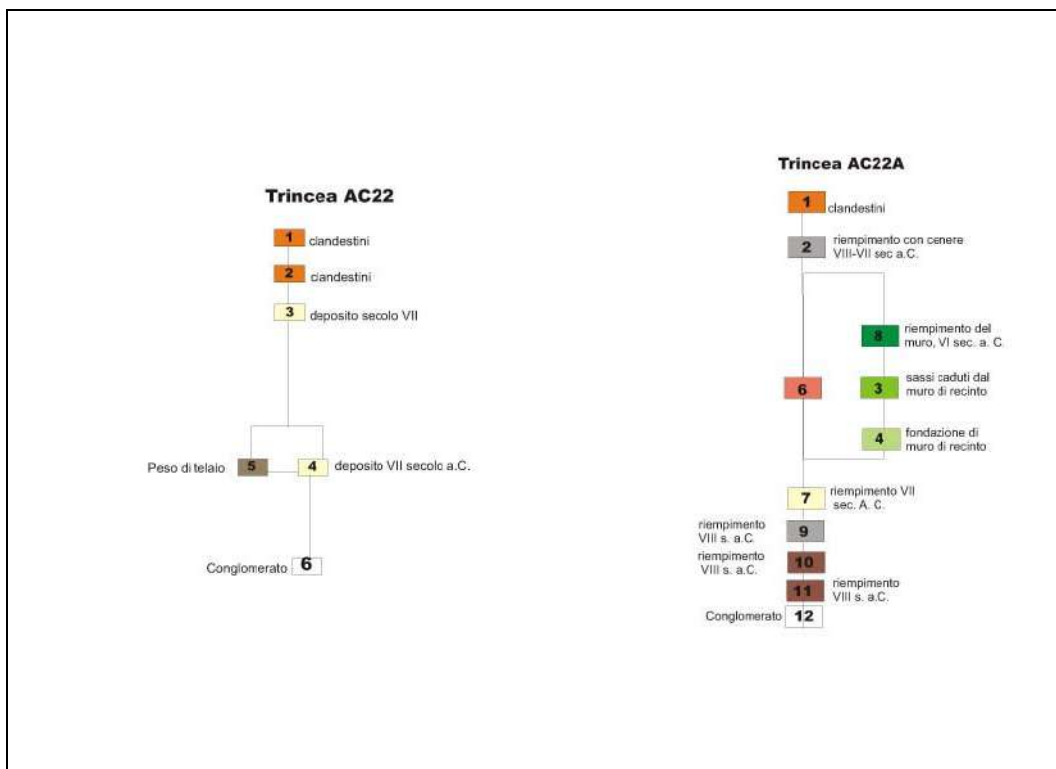 Trincea AC22
1 clandestini
2 clandestini
3 deposito secolo VII
Peso di telaio 5 4 deposito VII secolo a.C.
Conglomerato 6
Trincea AC22A
1 clandestini
2 riempimento con cenere
VIII-VII sec a.C.
8 riempimento del
muro, VI sec. a. C.
6
3 sassi caduti dal
muro di recinto
4 fondazione di
muro di recinto
7 riempimento VII
sec. A. C.
riempimento
VIII s. a.C. 9
riempimento
VIII s. a.C. 10
11 riempimento
VIII s. a.C.
Conglomerato 12